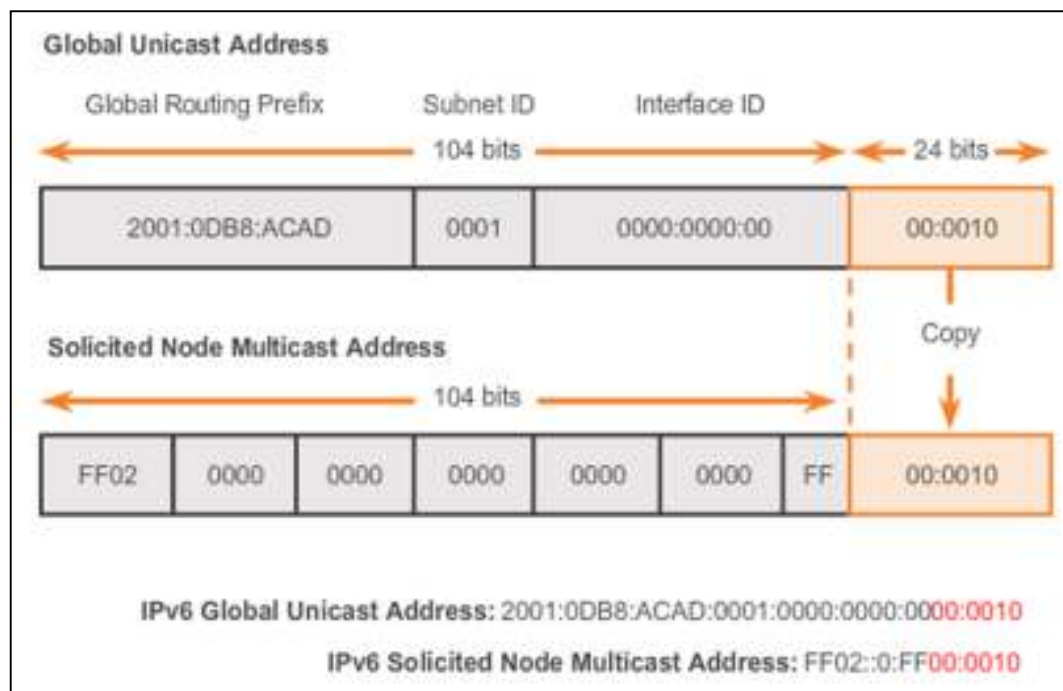 Global Unicast Address
Global Routing Prefix Subnet ID Interface ID
104 bits 24 bits
2001:0DB8:ACAD 0001 0000:0000:00 00:0010
Copy
Solicited Node Multicast Address
104 bits
FF02 0000 0000 0000 0000 0000 FF 00:0010
IPv6 Global Unicast Address: 2001:0DB8:ACAD:0001:0000:0000:0000:0010
IPv6 Solicited Node Multicast Address: FF02::0:FF00:0010